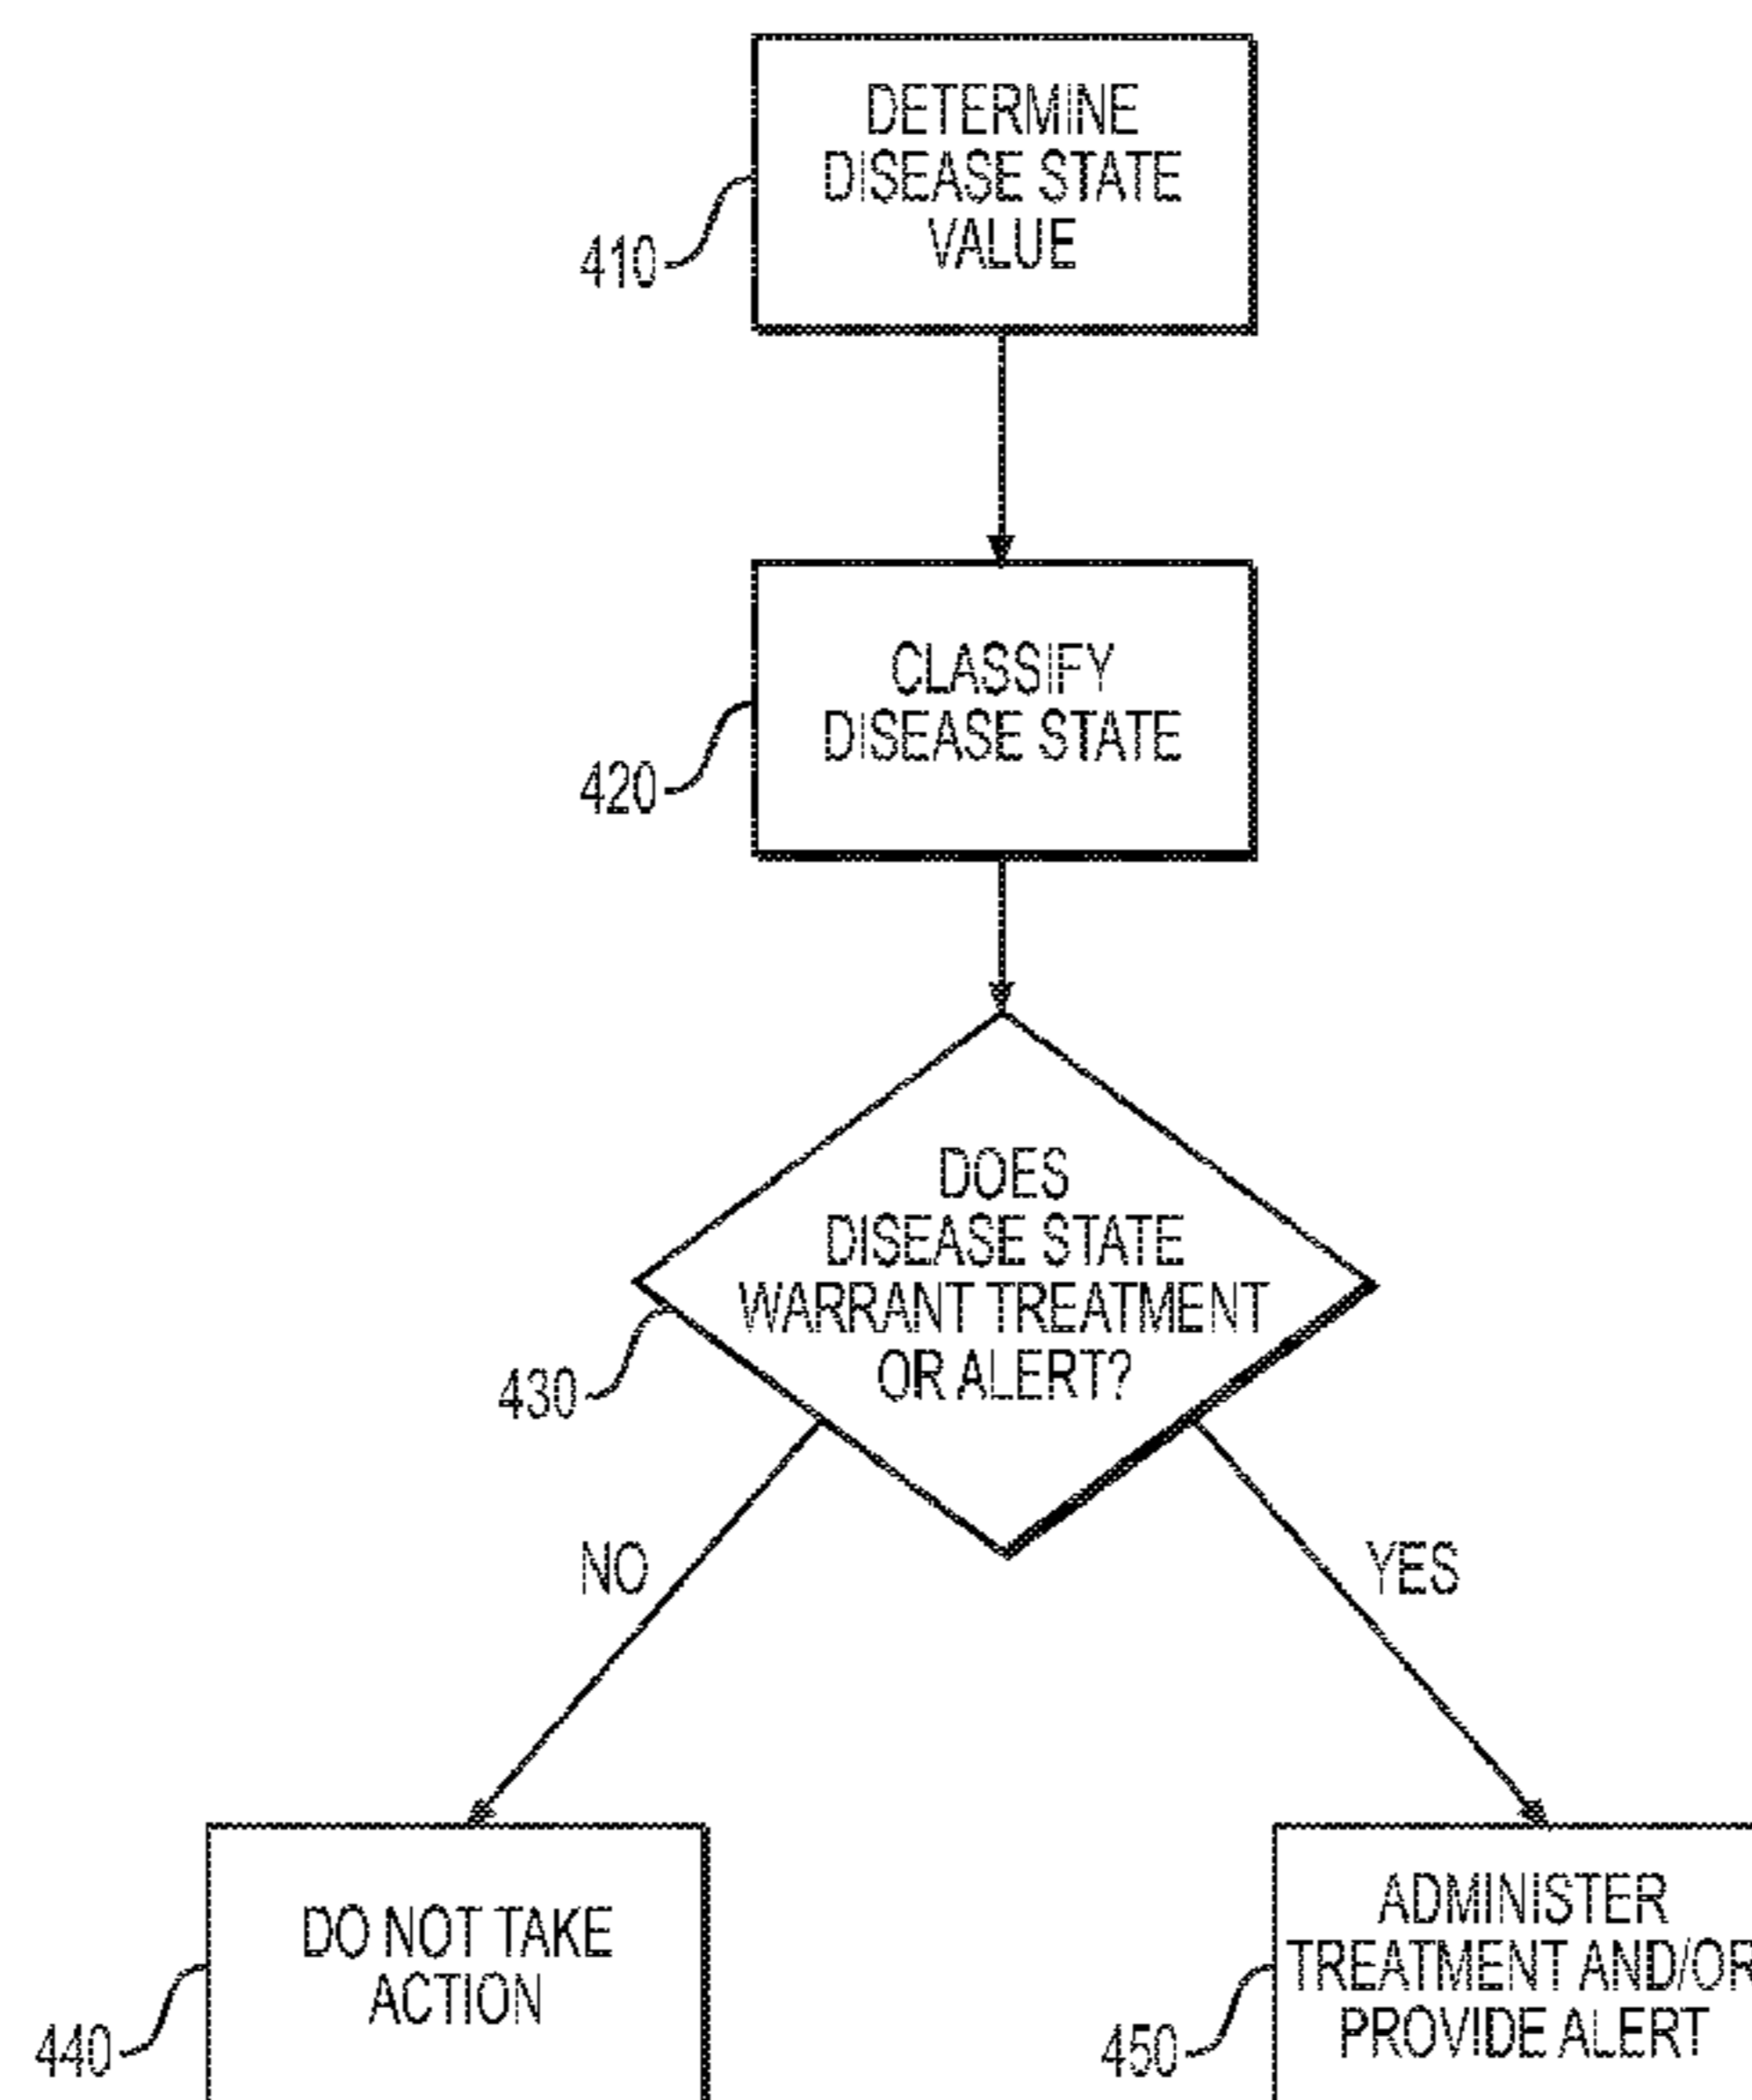 DETERMINE
DISEASE STATE
VALUE
410
CLASSIFY
DISEASE STATE
420
DOES
DISEASE STATE
WARRANT TREATMENT
OR ALERT?
430
NO
YES
DO NOT TAKE
ACTION
440
ADMINISTER
TREATMENT AND/OR
PROVIDE ALERT
450